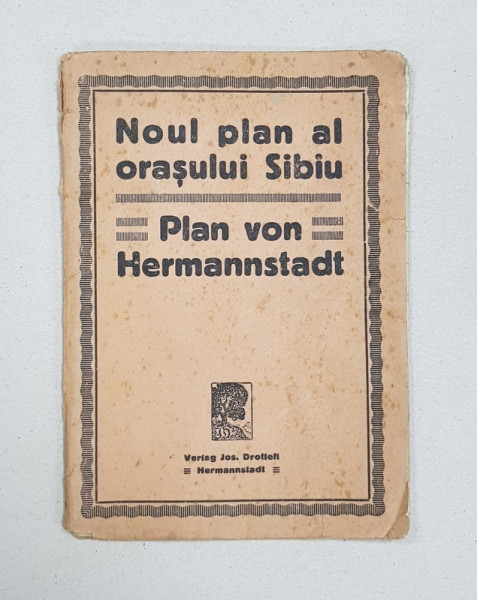 Noul plan al
orașului Sibiu
Plan von
Hermannstadt
Verlag Jos. Drotleff
Hermannstadt